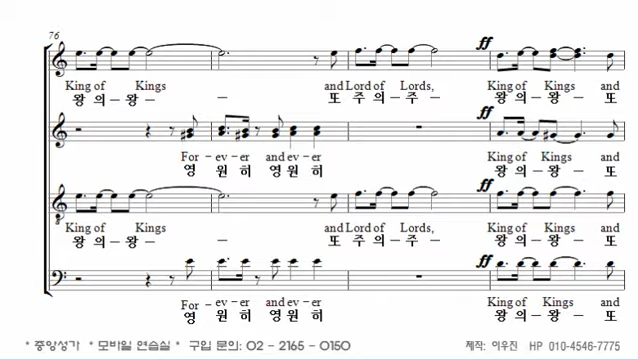 76
ff
King of Kings and Lord of Lords, King of Kings and
왕 의 - 왕 - - 또 주 의 - 주 - 왕 의 왕 - 또
ff
For - ev - er and ev - er King of Kings and
영 원 히 영 원 히 왕 의 왕 - 또
ff
King of Kings and Lord of Lords, King of Kings and
왕 의 - 왕 - - 또 주 의 - 주 - 왕 의 왕 - 또
ff
For - ev - er and ev - er King of Kings and
영 원 히 영 원 히 왕 의 왕 - 또
* 중앙성가 * 모바일 연습실 * 구입 문의: 02 - 2165 - 0150 제작: 이우진 HP 010-4546-7775